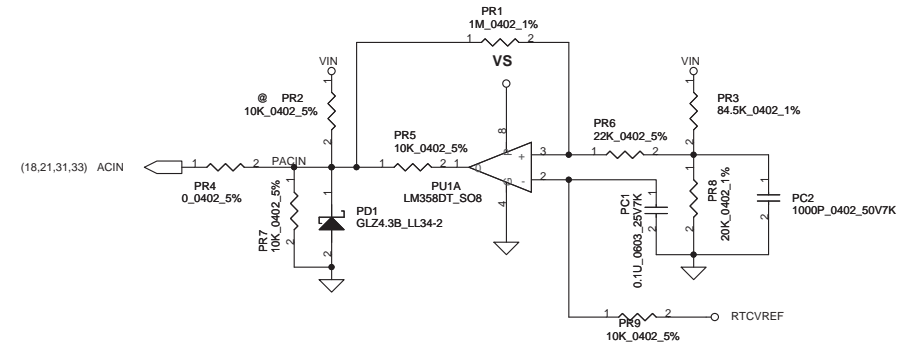 PR1
1M_0402_1%
1
2
VS
VIN
1
@ PR2
10K_0402_5%
2
VIN
1
PR3
84.5K_0402_1%
2
8
PR5
10K_0402_5%
1
2
1
3
+
PR6
22K_0402_5%
1
2
(18,21,31,33) ACIN
1
2
PR4
0_0402_5%
PACIN
2
-
PU1A
LM358DT_SO8
4
1
PR7
10K_0402_5%
2
1
PD1
GLZ4.3B_LL34-2
2
1
PC1
0.1U_0603_25V7K
2
1
PR8
20K_0402_1%
2
1
PC2
1000P_0402_50V7K
2
1
2
PR9
10K_0402_5%
RTCVREF